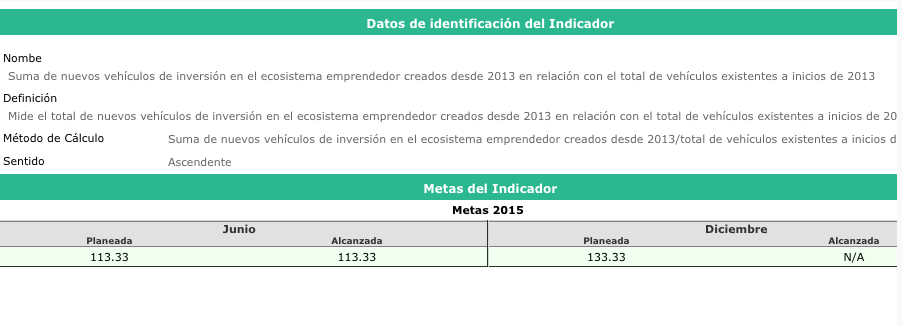 Datos de identificación del Indicador
Nombe
Suma de nuevos vehículos de inversión en el ecosistema emprendedor creados desde 2013 en relación con el total de vehículos existentes a inicios de 2013
Definición
Mide el total de nuevos vehículos de inversión en el ecosistema emprendedor creados desde 2013 en relación con el total de vehículos existentes a inicios de 20
Método de Cálculo Suma de nuevos vehículos de inversión en el ecosistema emprendedor creados desde 2013/total de vehículos existentes a inicios d
Sentido Ascendente
Metas del Indicador
Metas 2015
Junio Diciembre
Planeada Alcanzada Planeada Alcanzada
113.33 113.33 133.33 N/A